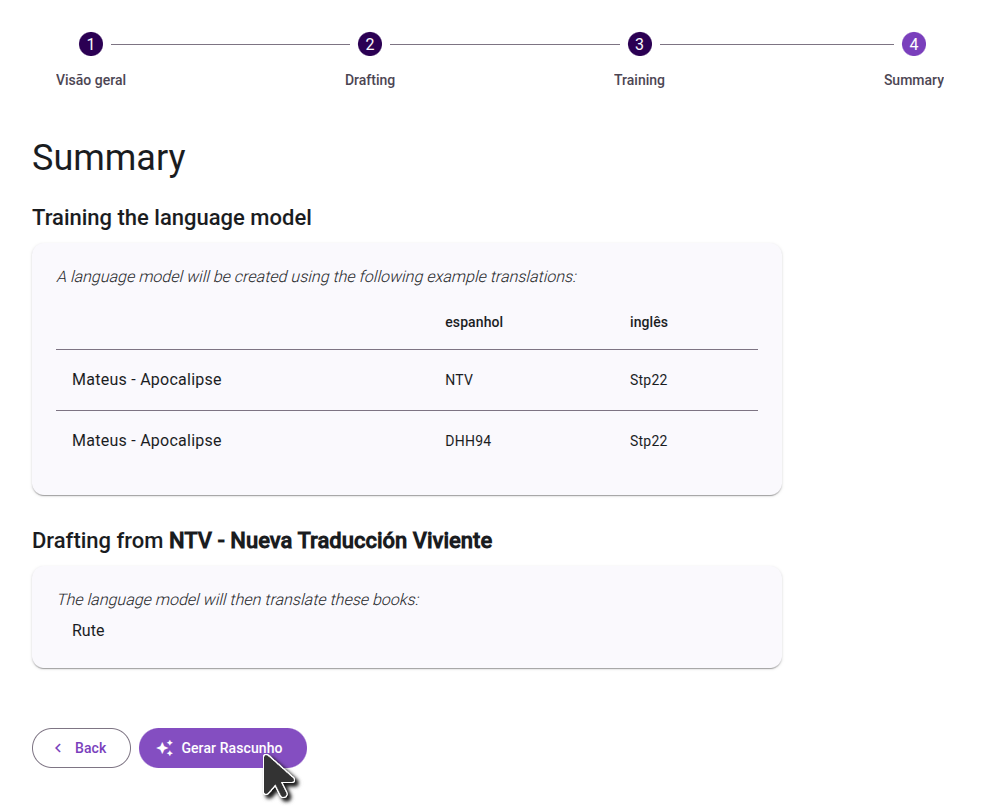 1 2 3 4
Visão geral Drafting Training Summary
Summary
Training the language model
A language model will be created using the following example translations:
espanhol inglês
Mateus - Apocalipse NTV Stp22
Mateus - Apocalipse DHH94 Stp22
Drafting from NTV - Nueva Traducción Viviente
The language model will then translate these books:
Rute
Back Gerar Rascunho